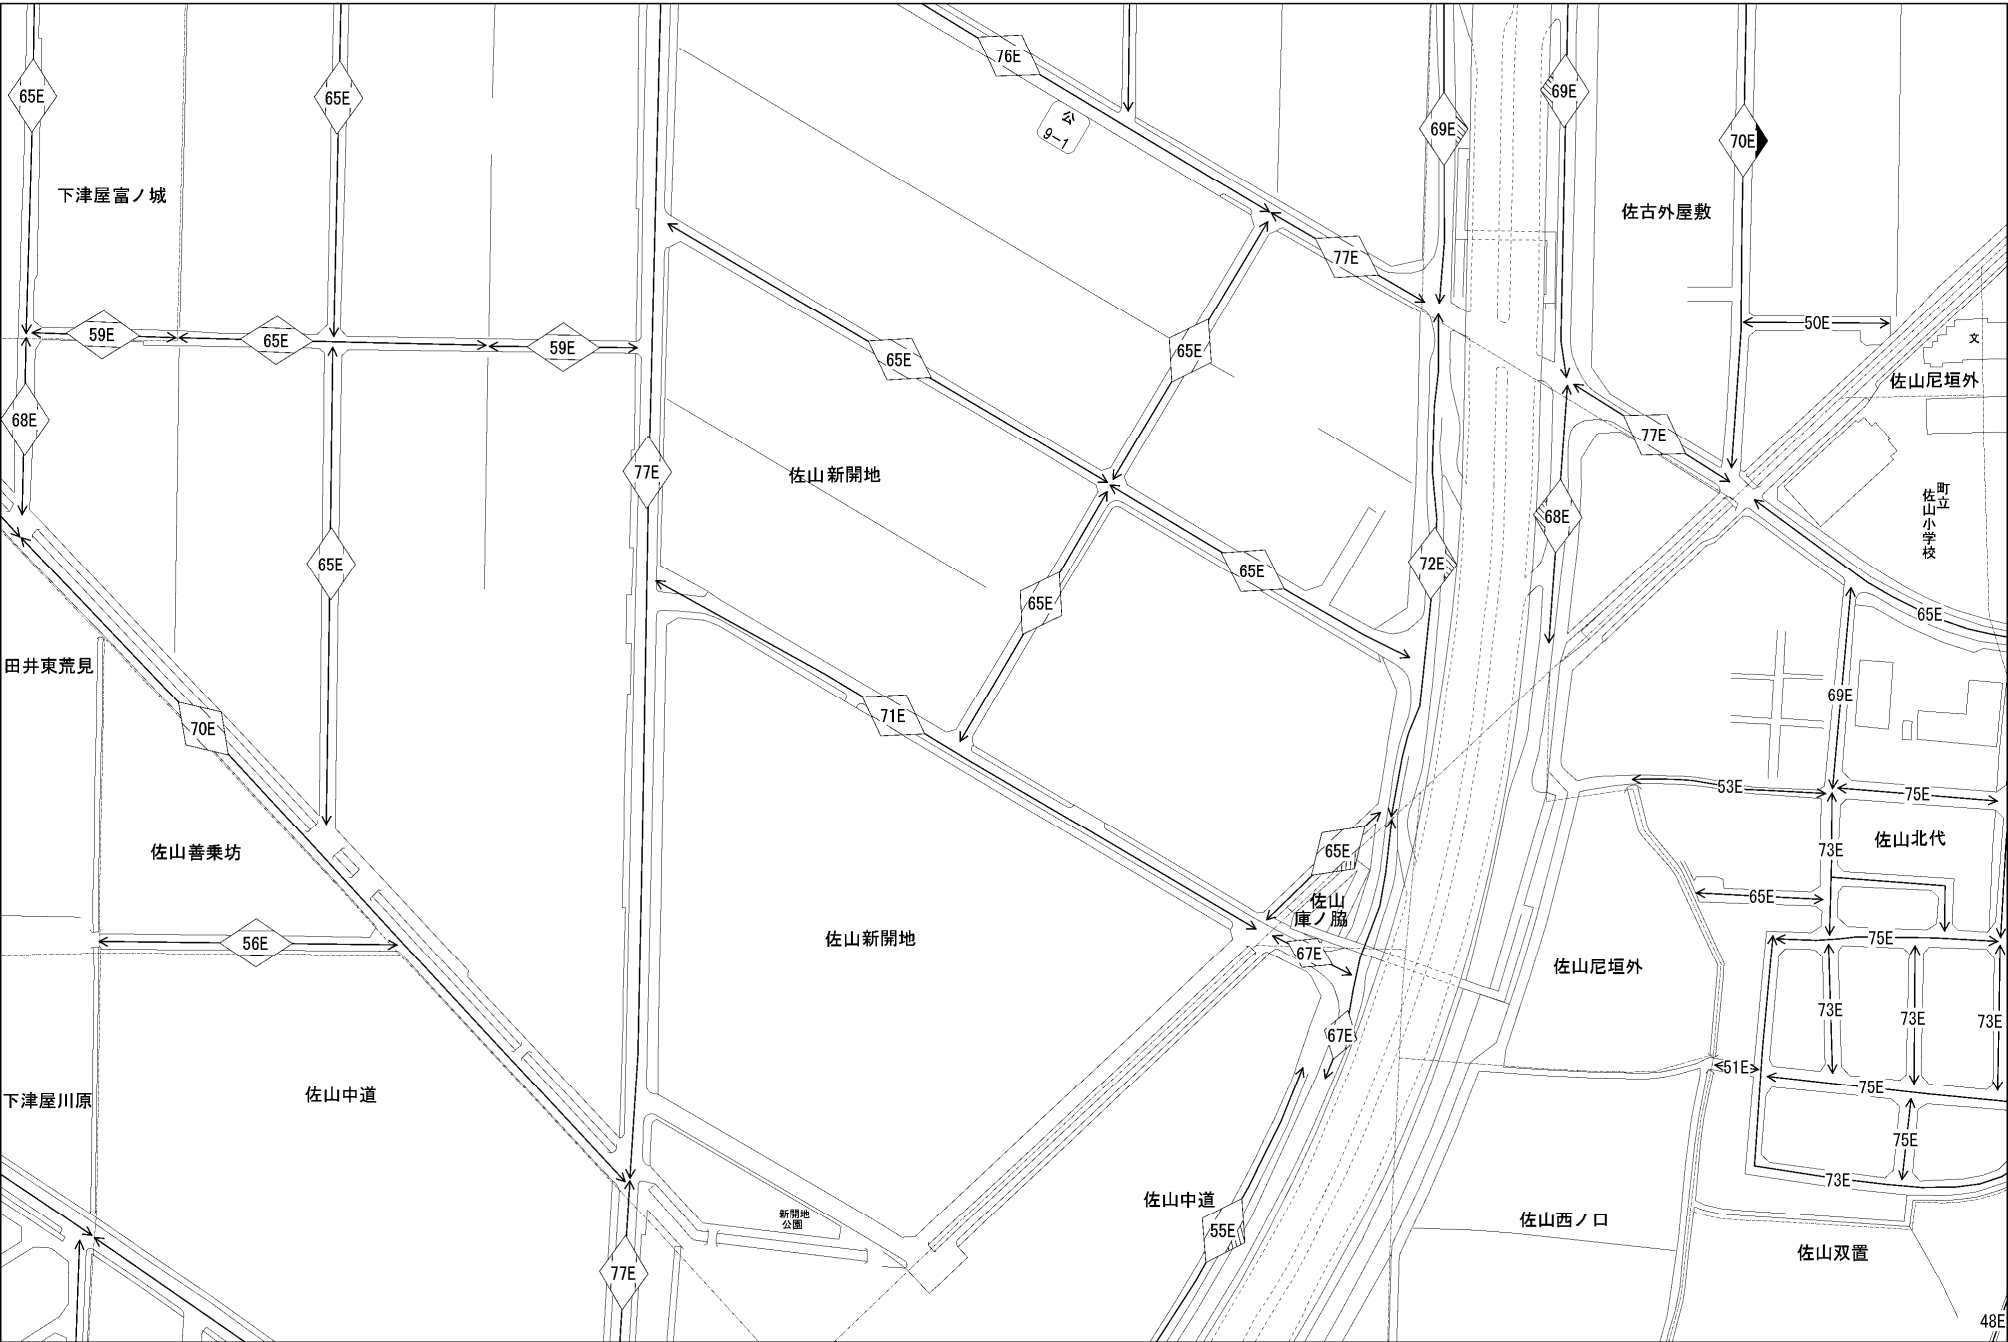 76E
65E
65E
69E
69E
公
9-1
70E
下津屋富ノ城
佐古外屋敷
77E
50E
59E
65E
59E
65E
65E
文
佐山尼垣外
68E
77E
77E
佐山新開地
町立
佐山小学校
68E
65E
72E
65E
65E
65E
田井東荒見
69E
70E
71E
53E
75E
佐山北代
65E
73E
佐山善乗坊
65E
佐山
庫ノ脇
56E
佐山新開地
75E
67E
佐山尼垣外
73E
73E
73E
67E
51E
75E
下津屋川原
佐山中道
75E
73E
佐山中道
新開地
公園
55E
佐山西ノ口
佐山双置
77E
48E